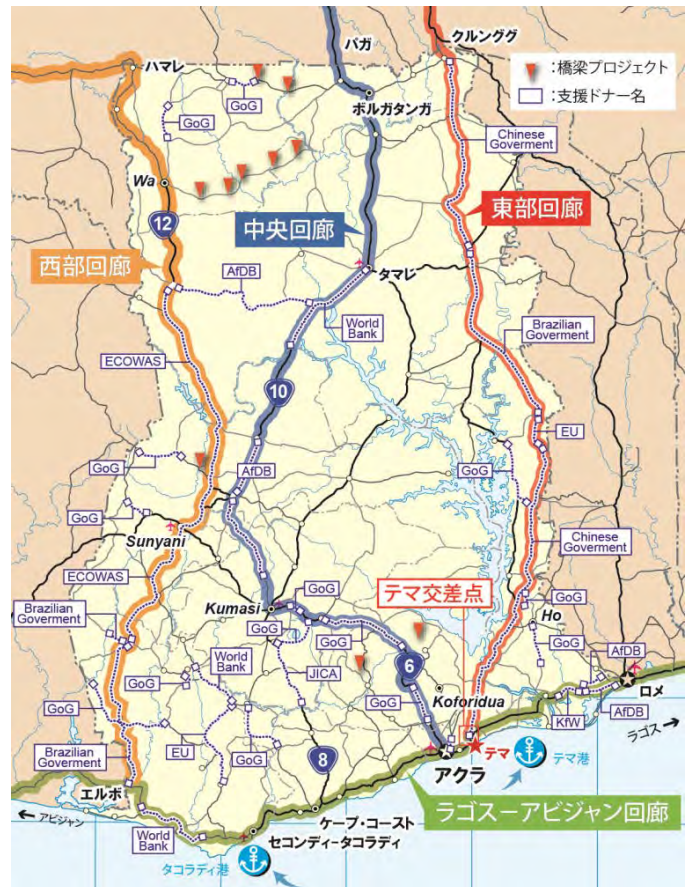 クルングク
パガ
ハマレ
:橋梁プロジェクト
:支援ドナー名
GoG
ボルガタンガ
GoG
Chinese
Goverment
Wa
12
中央回廊
東部回廊
西部回廊
AfDB
タマレ
World
Bank
Brazilian
Goverment
ECOWAS
10
EU
GoG
AfDB
GoG
GoG
Sunyani
Chinese
Goverment
ECOWAS
テマ交差点
GoG
Kumasi
GoG
Ho
Brazilian
Goverment
GoG
GoG
GoG
AfDB
World
Bank
JICA
6
Koforidua
GoG
GoG
ロメ
GoG
KfW
AfDB
ラゴス
EU
GoG
8
テマ
テマ港
Brazilian
Goverment
アクラ
エルボ
ラゴスーアビジャン回廊
アビジャン
ケープ・コースト
World
Bank
セコンディ-タコラディ
タコラディ港